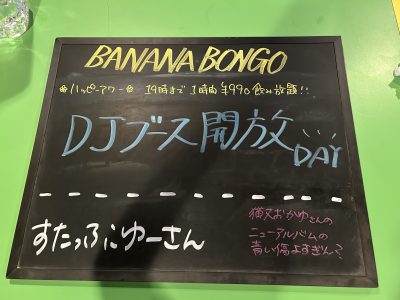 BANANA BONGO
※ハッピーアワー※ 19時まで 1時間 ¥990 飲み放題!!
DJブース開放 DAY
すたっふにゆーさん
猫又おかゆさんの
ニューアルバムの
青い傷よすぎん?